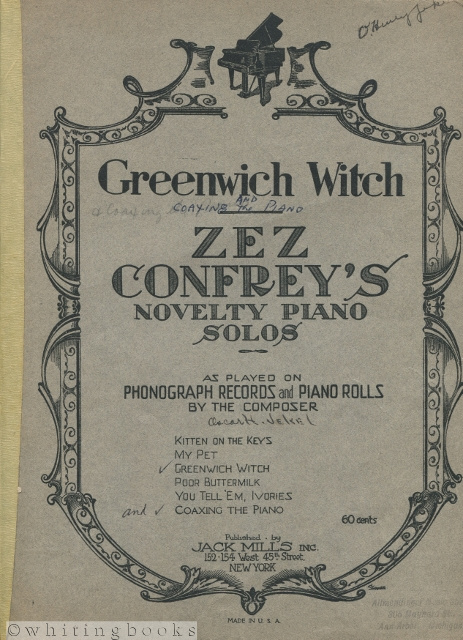 Greenwich Witch
AND
COAXING the PIANO
ZEZ
CONFREY'S
NOVELTY PIANO
SOLOS
AS PLAYED ON
PHONOGRAPH RECORDS and PIANO ROLLS
BY THE COMPOSER
Oscar H.
KITTEN ON THE KEYS
MY PET
✓ GREENWICH WITCH
POOR BUTTERMILK
YOU TELL 'EM, IVORIES
and ✓ COAXING THE PIANO
60 cents
Published by
JACK MILLS INC.
152-154 West 45th Street
NEW YORK
MADE IN U. S. A.
©whitingbooks